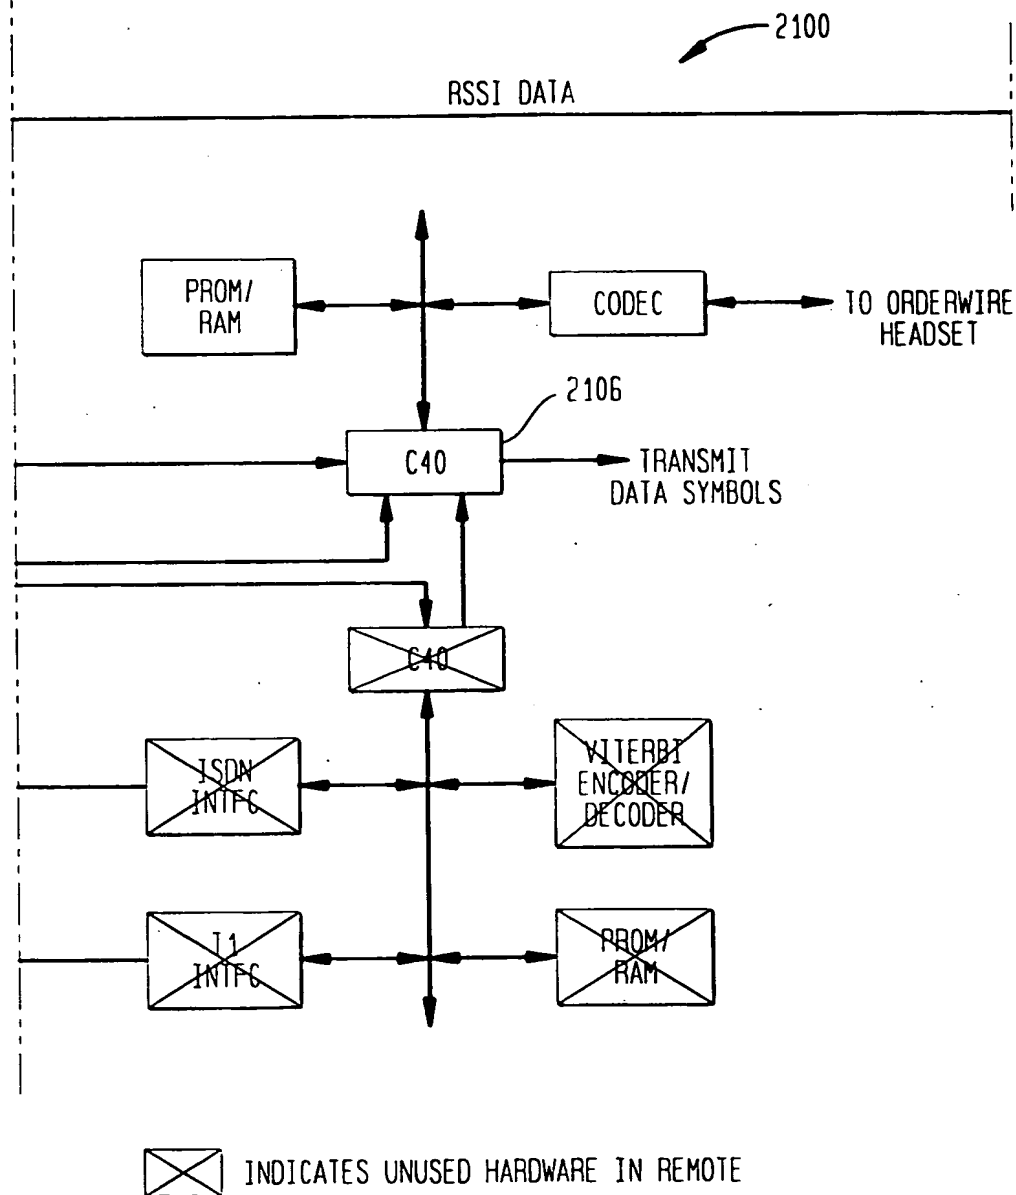 2100
RSSI DATA
PROM/
RAM
CODEC
TO ORDERWIRE
HEADSET
2106
C40
TRANSMIT
DATA SYMBOLS
C40
ISDN
INTFC
VITERBI
ENCODER/
DECODER
T1
INTFC
PROM/
RAM
INDICATES UNUSED HARDWARE IN REMOTE